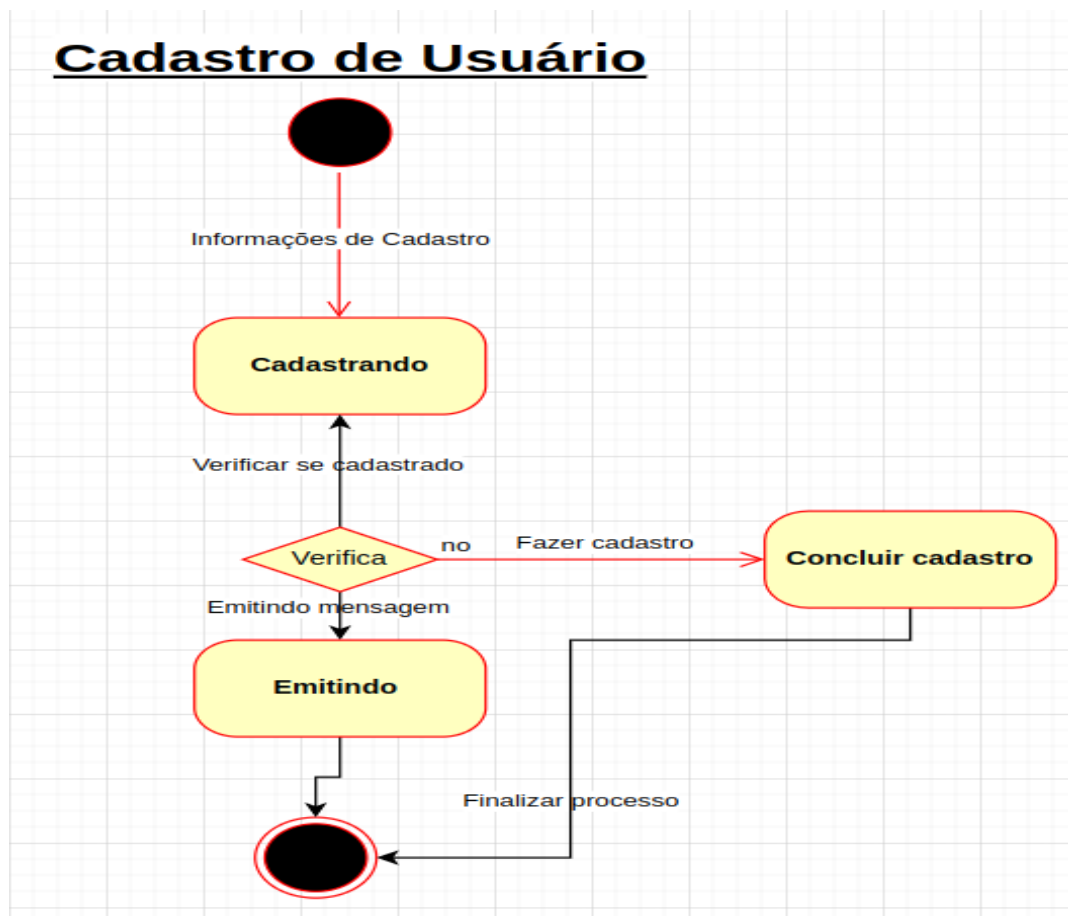 Cadastro de Usuário
Informações de Cadastro
Cadastrando
Verificar se cadastrado
Verifica
no
Fazer cadastro
Concluir cadastro
Emitindo mensagem
Emitindo
Finalizar processo